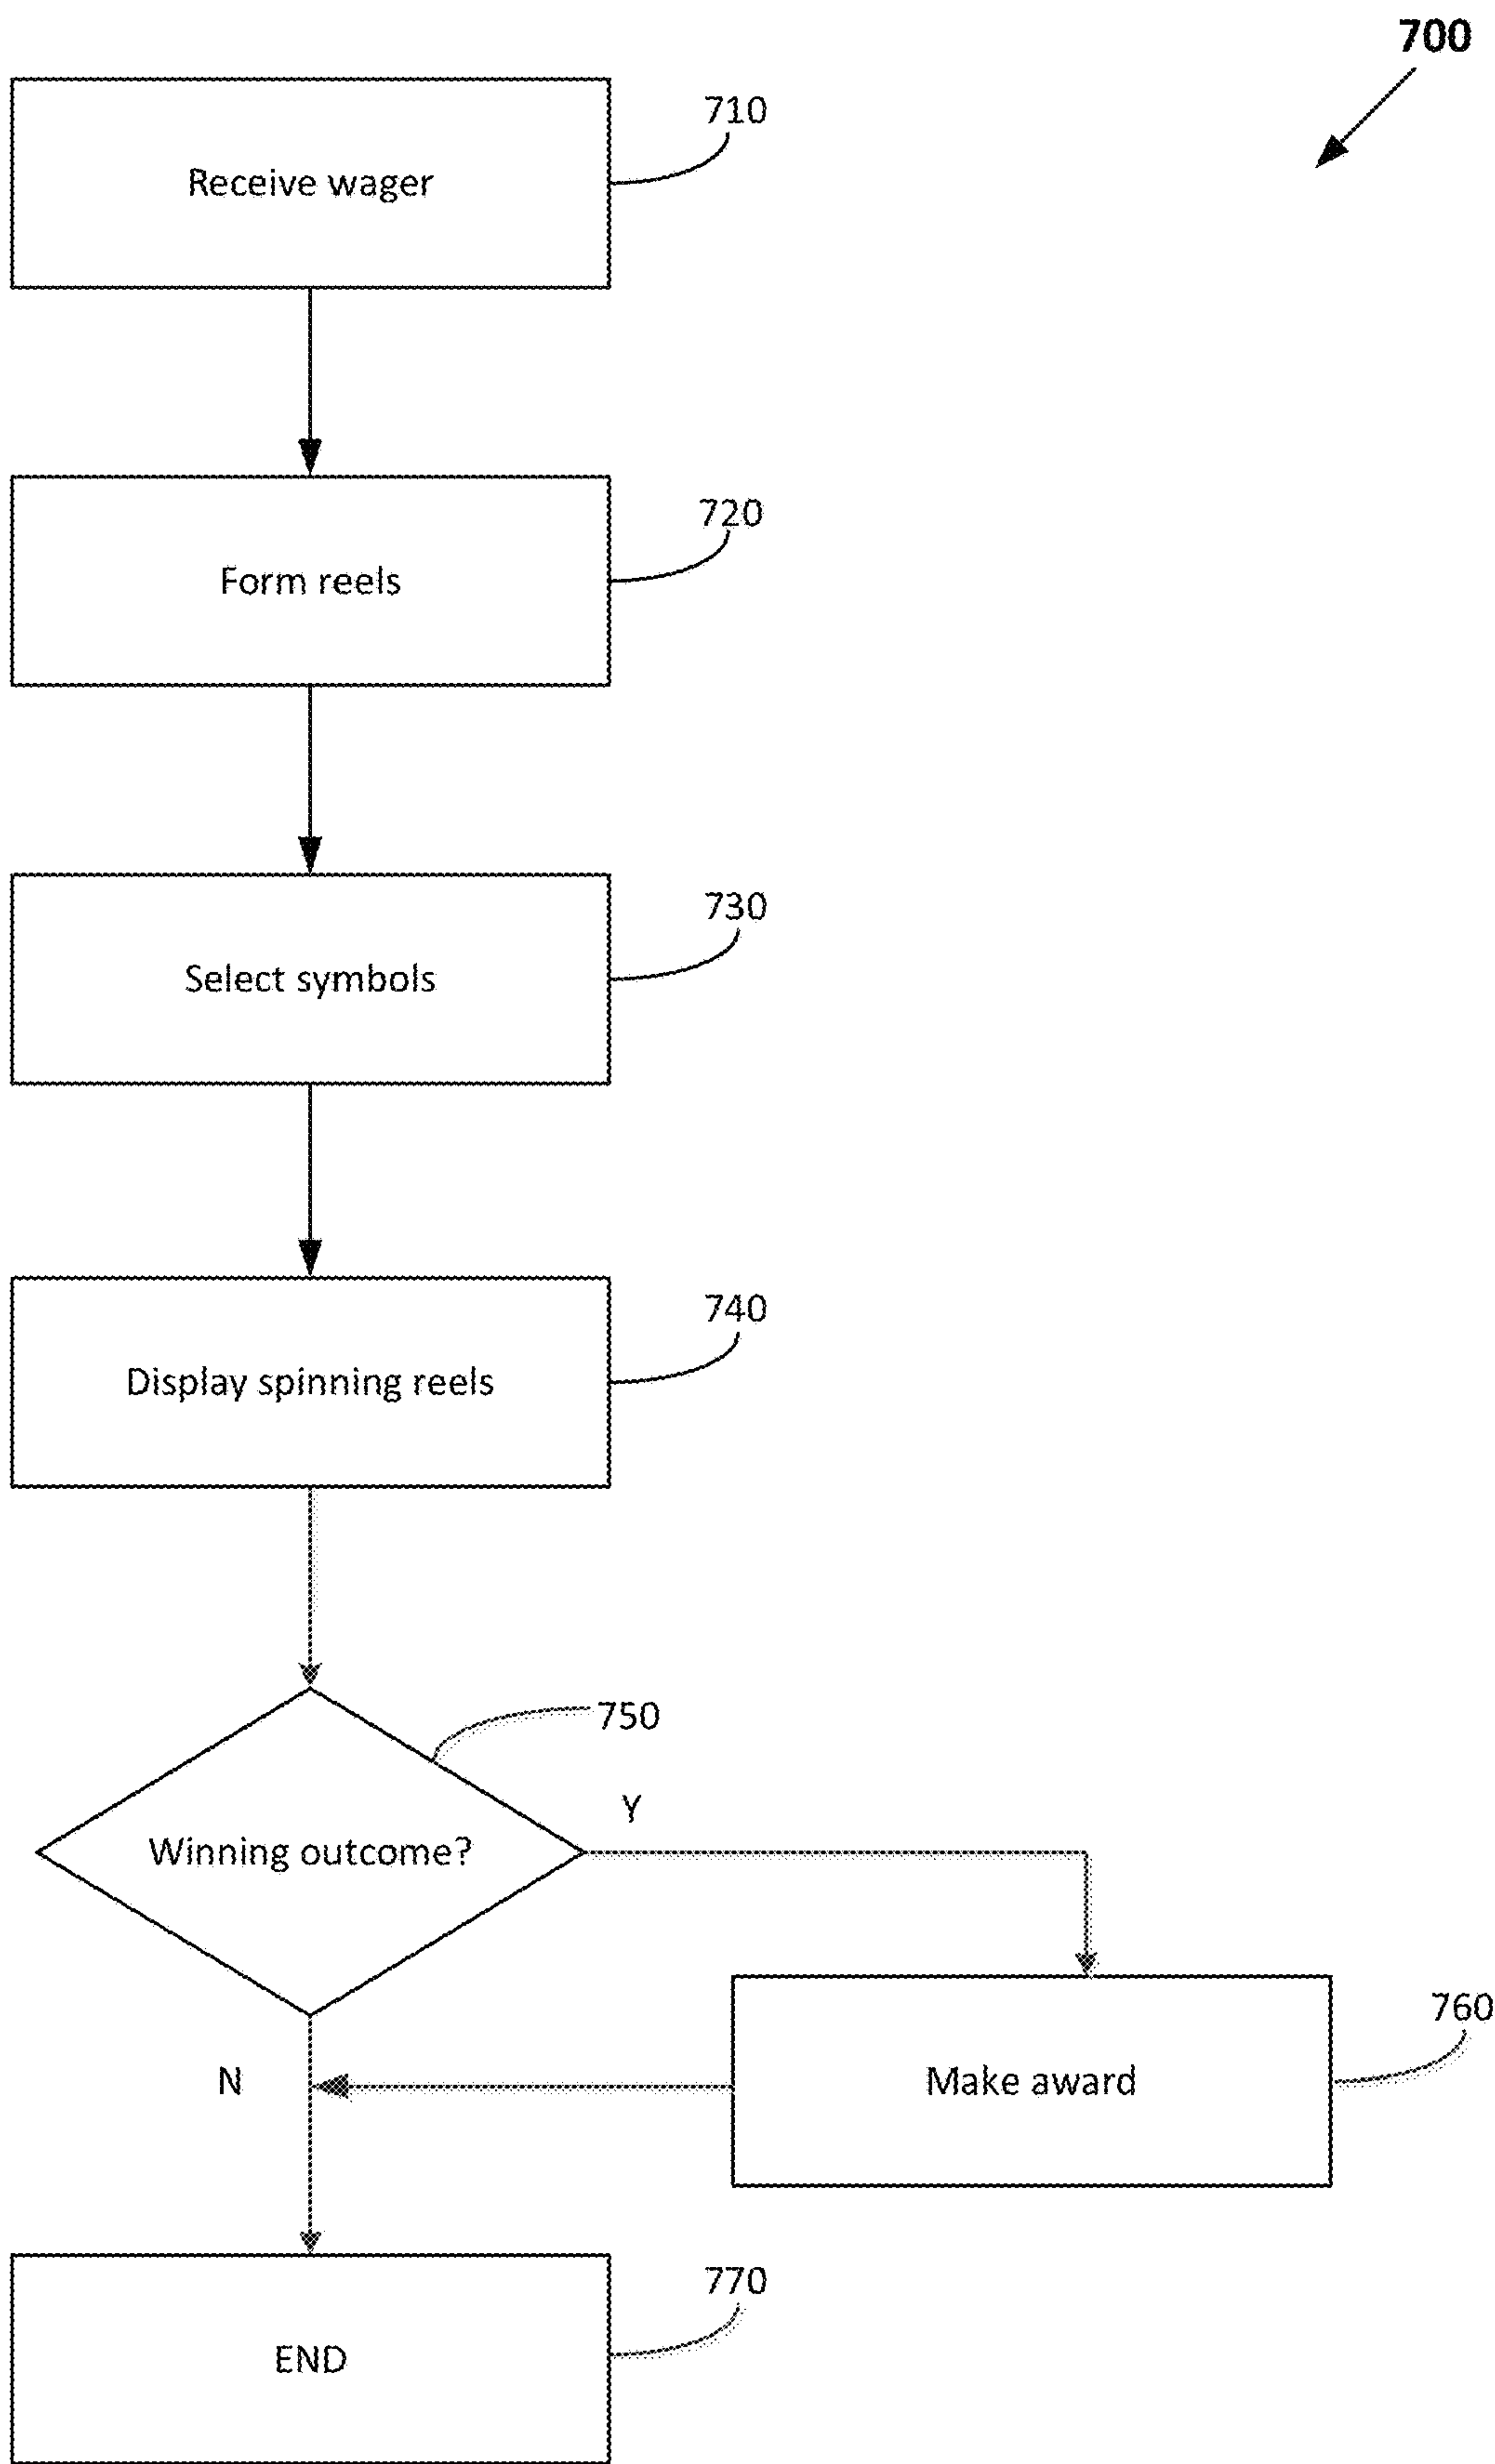 700
710
Receive wager
720
Form reels
730
Select symbols
740
Display spinning reels
750
Y
Winning outcome?
760
N
Make award
770
END